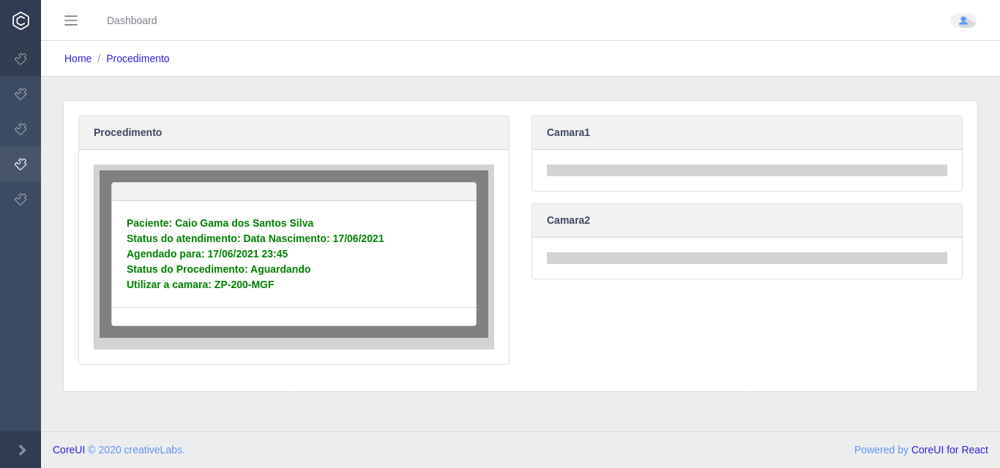 Dashboard
Home / Procedimento
Procedimento
Paciente: Caio Gama dos Santos Silva
Status do atendimento: Data Nascimento: 17/06/2021
Agendado para: 17/06/2021 23:45
Status do Procedimento: Aguardando
Utilizar a camara: ZP-200-MGF
Camara1
Camara2
CoreUI © 2020 creativeLabs.
Powered by CoreUI for React